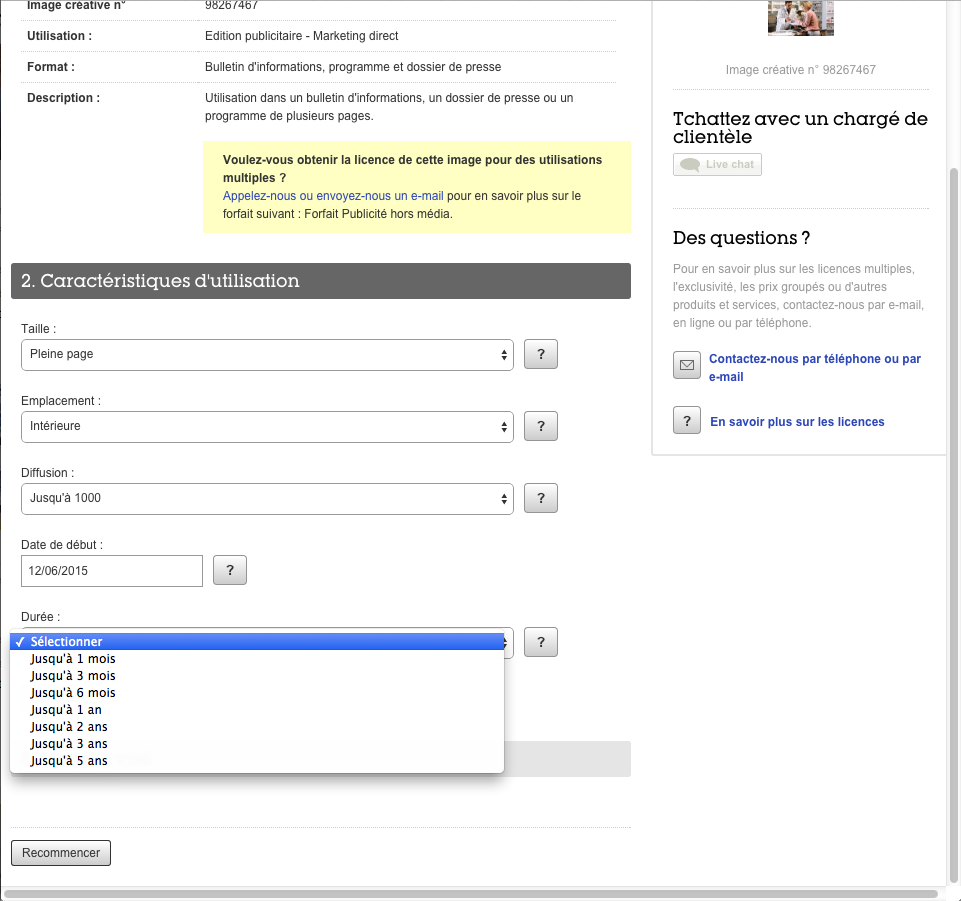 Image créative n° 98267467
Utilisation : Edition publicitaire - Marketing direct
Format : Bulletin d'informations, programme et dossier de presse
Description : Utilisation dans un bulletin d'informations, un dossier de presse ou un
programme de plusieurs pages.
Voulez-vous obtenir la licence de cette image pour des utilisations
multiples ?
Appelez-nous ou envoyez-nous un e-mail pour en savoir plus sur le
forfait suivant : Forfait Publicité hors média.
2. Caractéristiques d'utilisation
Taille :
Pleine page ?
Emplacement :
Intérieure ?
Diffusion :
Jusqu'à 1000 ?
Date de début :
12/06/2015 ?
Durée :
?
✓ Sélectionner
Jusqu'à 1 mois
Jusqu'à 3 mois
Jusqu'à 6 mois
Jusqu'à 1 an
Jusqu'à 2 ans
Jusqu'à 3 ans
Jusqu'à 5 ans
Recommencer
Image créative n° 98267467
Tchattez avec un chargé de
clientèle
Live chat
Des questions ?
Pour en savoir plus sur les licences multiples,
l'exclusivité, les prix groupés ou d'autres
produits et services, contactez-nous par e-mail,
en ligne ou par téléphone.
Contactez-nous par téléphone ou par
e-mail
? En savoir plus sur les licences